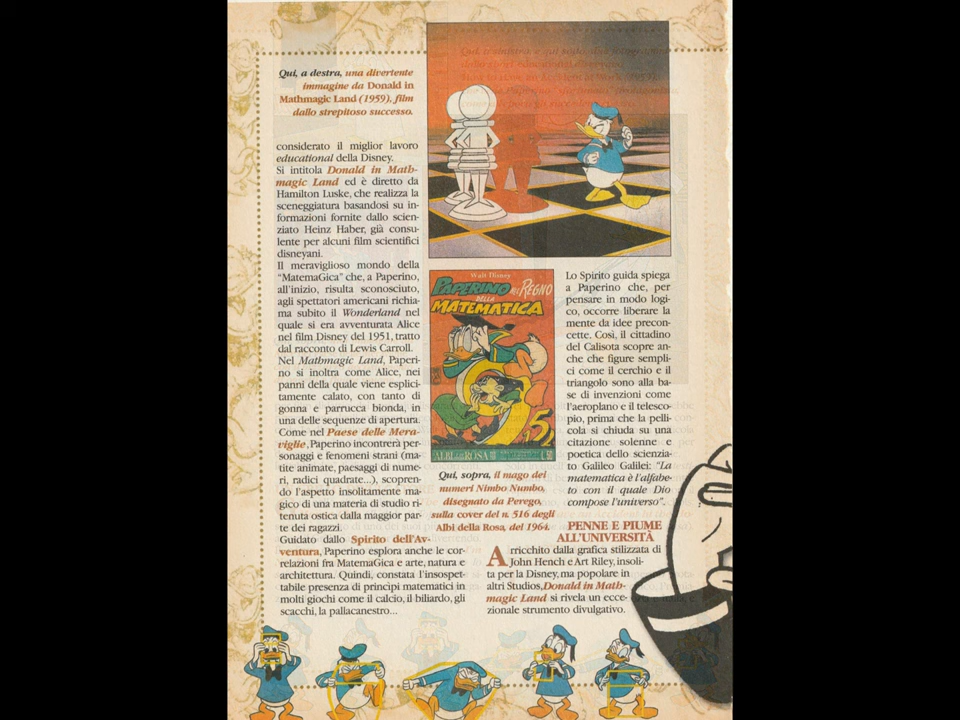 Qui, a destra, una divertente
immagine da Donald in
Mathmagic Land (1959), film
dallo strepitoso successo.
considerato il miglior lavoro
educational della Disney.
Si intitola Donald in Math-
magic Land ed è diretto da
Hamilton Luske, che realizza la
sceneggiatura basandosi su in-
formazioni fornite dallo scien-
ziato Heinz Haber, già consu-
lente per alcuni film scientifici
disneyani.
Il meraviglioso mondo della
“MatemaGica” che, a Paperino,
all'inizio, risulta sconosciuto,
agli spettatori americani richia-
ma subito il Wonderland nel
quale si era avventurata Alice
nel film Disney del 1951, tratto
dal racconto di Lewis Carroll.
Nel Mathmagic Land, Paperi-
no si inoltra come Alice, nei
panni della quale viene esplici-
tamente calato, con tanto di
gonna e parrucca bionda, in
una delle sequenze di apertura.
Come nel Paese delle Mera-
viglie, Paperino incontrerà per-
sonaggi e fenomeni strani (ma-
tite animate, paesaggi di nume-
ri, radici quadrate...), scopren-
do l'aspetto insolitamente ma-
gico di una materia di studio ri-
tenuta ostica dalla maggior par-
te dei ragazzi.
Guidato dallo Spirito dell'Av-
ventura, Paperino esplora anche le cor-
relazioni fra MatemaGica e arte, natura e
architettura. Quindi, constata l'insospet-
tabile presenza di principi matematici in
molti giochi come il calcio, il biliardo, gli
scacchi, la pallacanestro...
Walt Disney
PAPERINO NEL REGNO
DELLA
MATEMATICA
ALBI della ROSA
Qui, sopra, il mago dei
numeri Nimbo Numbo,
disegnato da Perego,
sulla cover del n. 516 degli
Albi della Rosa, del 1964.
Lo Spirito guida spiega
a Paperino che, per
pensare in modo logi-
co, occorre liberare la
mente da idee precon-
cette. Così, il cittadino
del Calisota scopre an-
che che figure sempli-
ci come il cerchio e il
triangolo sono alla ba-
se di invenzioni come
l'aeroplano e il telesco-
pio, prima che la pelli-
cola si chiuda su una
citazione solenne e
poetica dello scienzia-
to Galileo Galilei: “La
matematica è l'alfabe-
to con il quale Dio
compose l'universo”.
PENNE E PIUME
ALL'UNIVERSITÀ
Arricchito dalla grafica stilizzata di
John Hench e Art Riley, insoli-
ta per la Disney, ma popolare in
altri Studios, Donald in Math-
magic Land si rivela un ecce-
zionale strumento divulgativo.